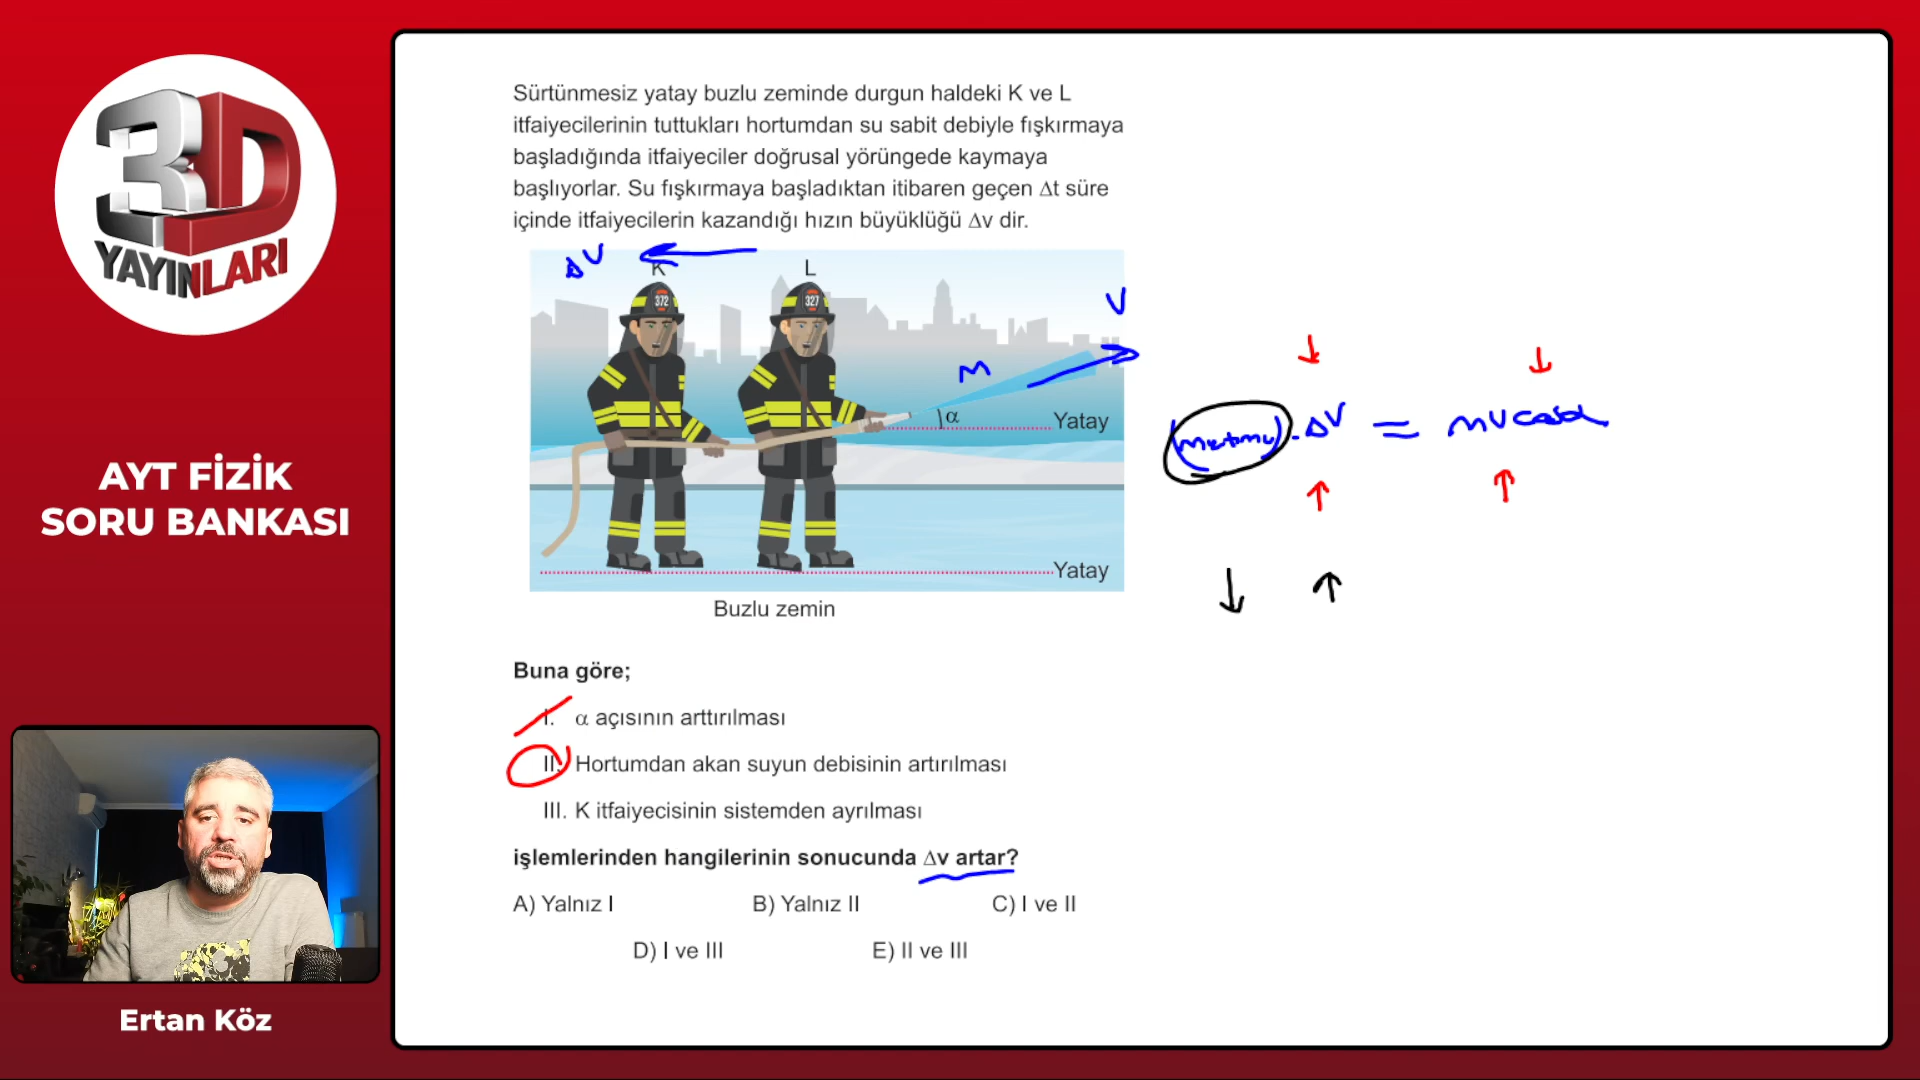 3D
YAYINLARI
AYT FİZİK
SORU BANKASI
Ertan Köz
Sürtünmesiz yatay buzlu zeminde durgun haldeki K ve L
itfaiyecilerinin tuttukları hortumdan su sabit debiyle fışkırmaya
başladığında itfaiyeciler doğrusal yörüngede kaymaya
başlıyorlar. Su fışkırmaya başladıktan itibaren geçen Δt süre
içinde itfaiyecilerin kazandığı hızın büyüklüğü Δv dir.
ΔV
K
L
372
327
V
m
α
Yatay
Yatay
Buzlu zemin
.ΔV = mVcosα
Buna göre;
I. α açısının arttırılması
II. Hortumdan akan suyun debisinin artırılması
III. K itfaiyecisinin sistemden ayrılması
işlemlerinden hangilerinin sonucunda Δv artar?
A) Yalnız I B) Yalnız II C) I ve II
D) I ve III E) II ve III